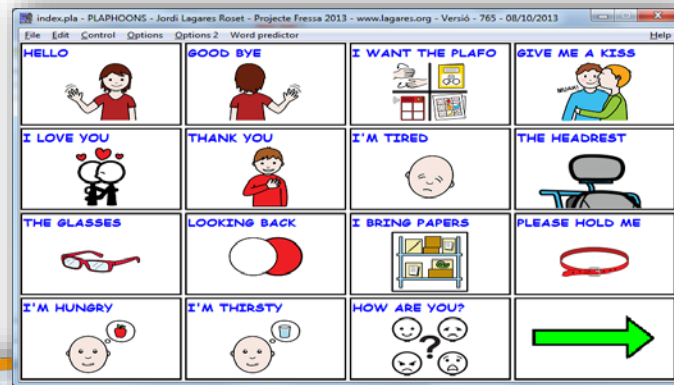 index.pla - PLAPHOONS - Jordi Lagares Roset - Projecte Fressa 2013 - www.lagares.org - Versió - 765 - 08/10/2013
File Edit Control Options Options 2 Word predictor Help
HELLO GOOD BYE I WANT THE PLAFO GIVE ME A KISS
MUAK!
I LOVE YOU THANK YOU I'M TIRED THE HEADREST
THE GLASSES LOOKING BACK I BRING PAPERS PLEASE HOLD ME
I'M HUNGRY I'M THIRSTY HOW ARE YOU?
?